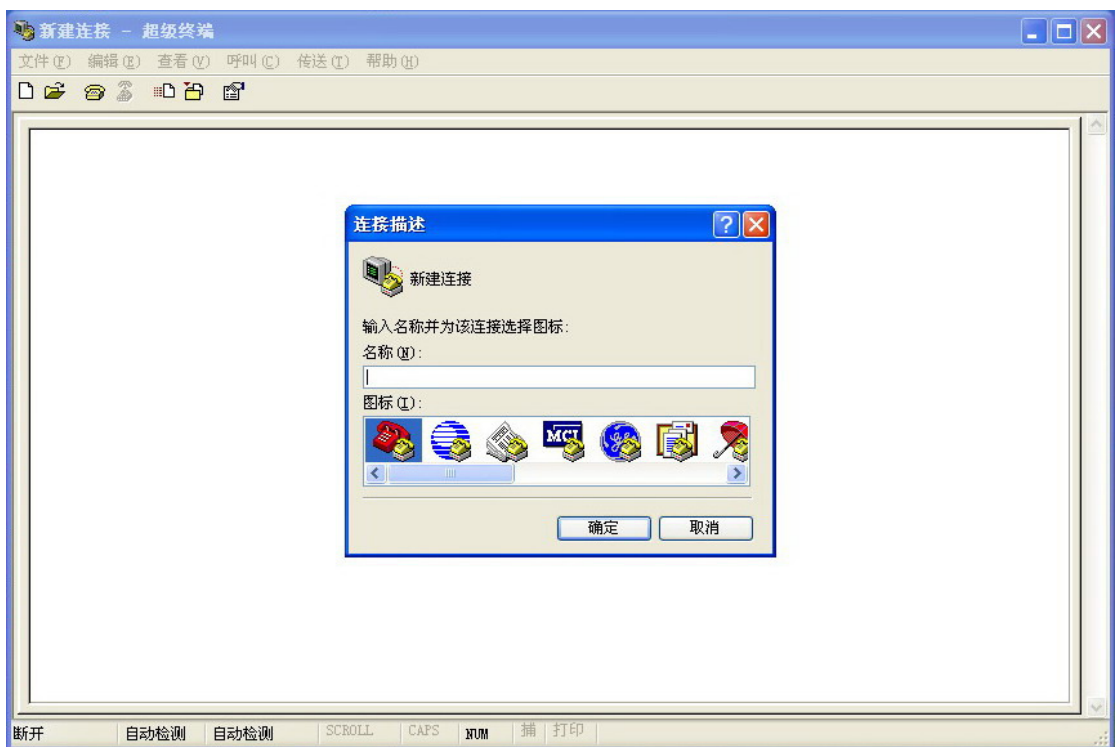 新建连接 - 超级终端
文件(F) 编辑(E) 查看(V) 呼叫(C) 传送(T) 帮助(H)
连接描述
新建连接
输入名称并为该连接选择图标:
名称(N):
图标(I):
MCI
确定 取消
断开 自动检测 自动检测 SCROLL CAPS NUM 捕 打印